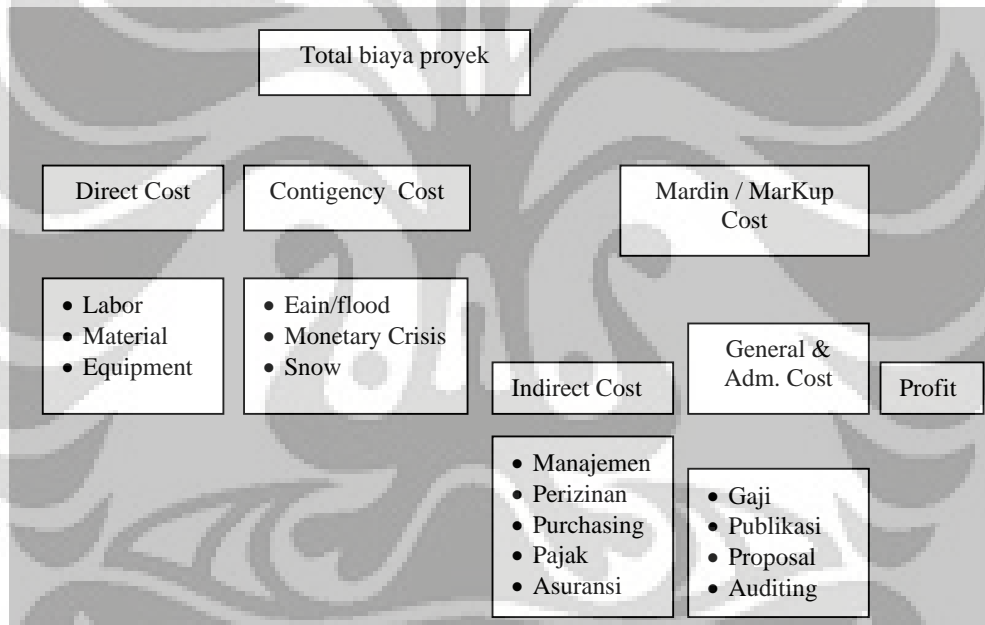 Total biaya proyek
Direct Cost
Contigency Cost
Mardin / MarKup
Cost
• Labor
• Material
• Equipment
• Eain/flood
• Monetary Crisis
• Snow
Indirect Cost
General &
Adm. Cost
Profit
• Manajemen
• Perizinan
• Purchasing
• Pajak
• Asuransi
• Gaji
• Publikasi
• Proposal
• Auditing